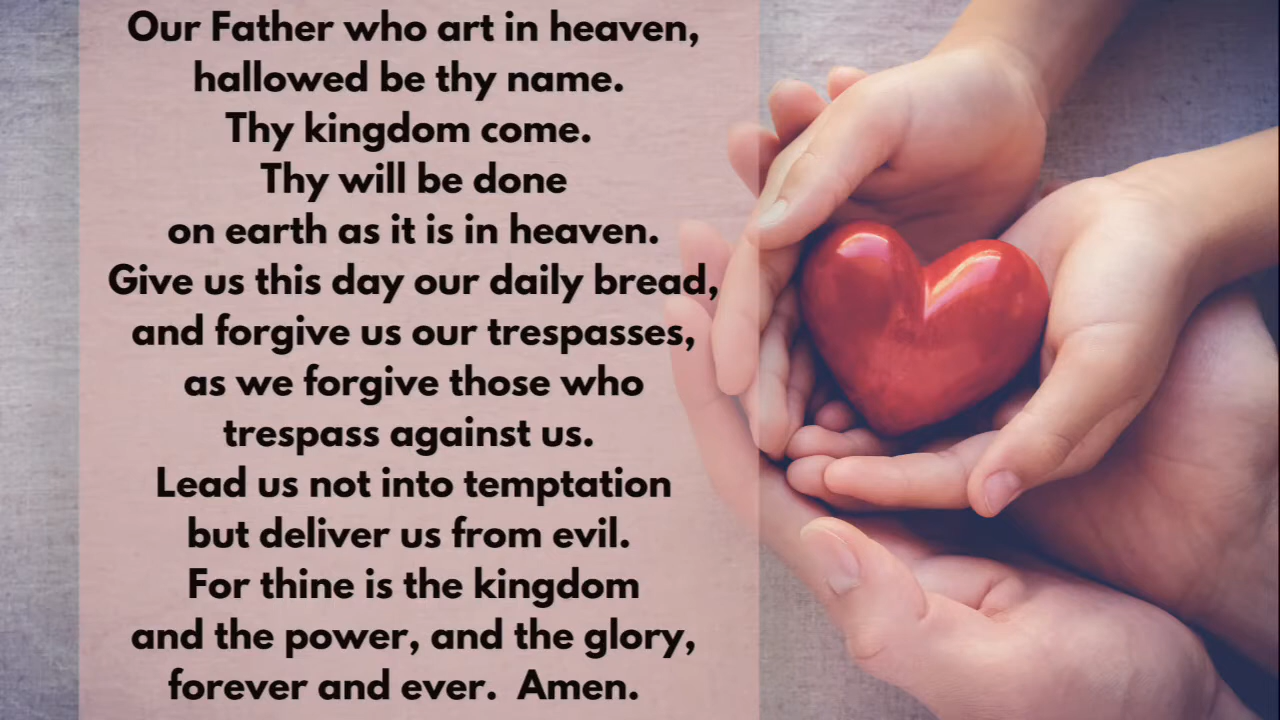 Our Father who art in heaven,
hallowed be thy name.
Thy kingdom come.
Thy will be done
on earth as it is in heaven.
Give us this day our daily bread,
and forgive us our trespasses,
as we forgive those who
trespass against us.
Lead us not into temptation
but deliver us from evil.
For thine is the kingdom
and the power, and the glory,
forever and ever.  Amen.